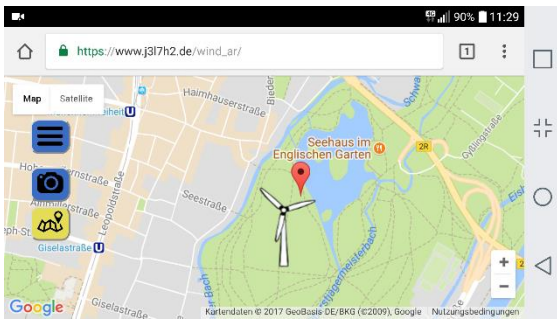 4G 90% 11:29
https://www.j3l7h2.de/wind_ar/
1
Map Satellite
Haimhauserstraße
Seehaus im
Englischen Garten
2R
Seestraße
Leopoldstraße
Giselastraße
Giselastraße
+
−
Google
Kartendaten © 2017 GeoBasis-DE/BKG (©2009), Google Nutzungsbedingungen